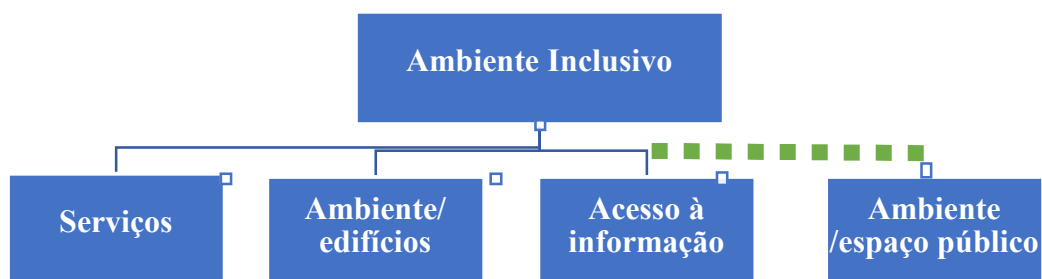 Ambiente Inclusivo
Serviços
Ambiente/
edifícios
Acesso à
informação
Ambiente
/espaço público